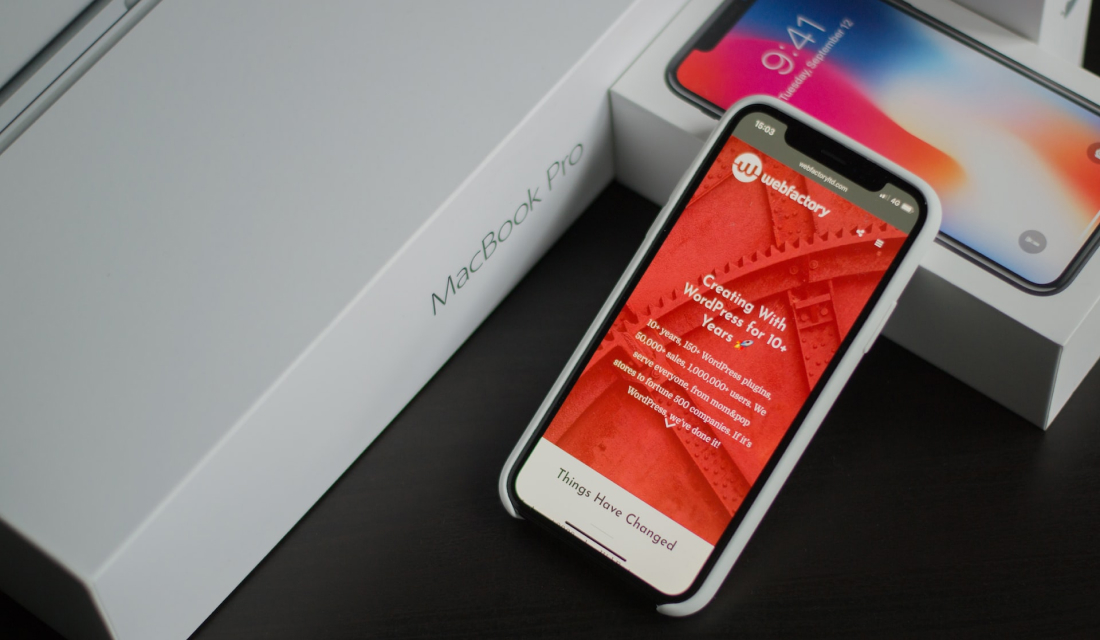 MacBook Pro
9:41
Tuesday, September 12
15:03
webfactoryltd.com
4G
webfactory
Creating With
WordPress for 10+
Years 🚀
10+ years, 150+ WordPress plugins,
50,000+ sales, 1,000,000+ users. We
serve everyone, from mom&pop
stores to fortune 500 companies. If it's
WordPress, we've done it!
Things Have Changed